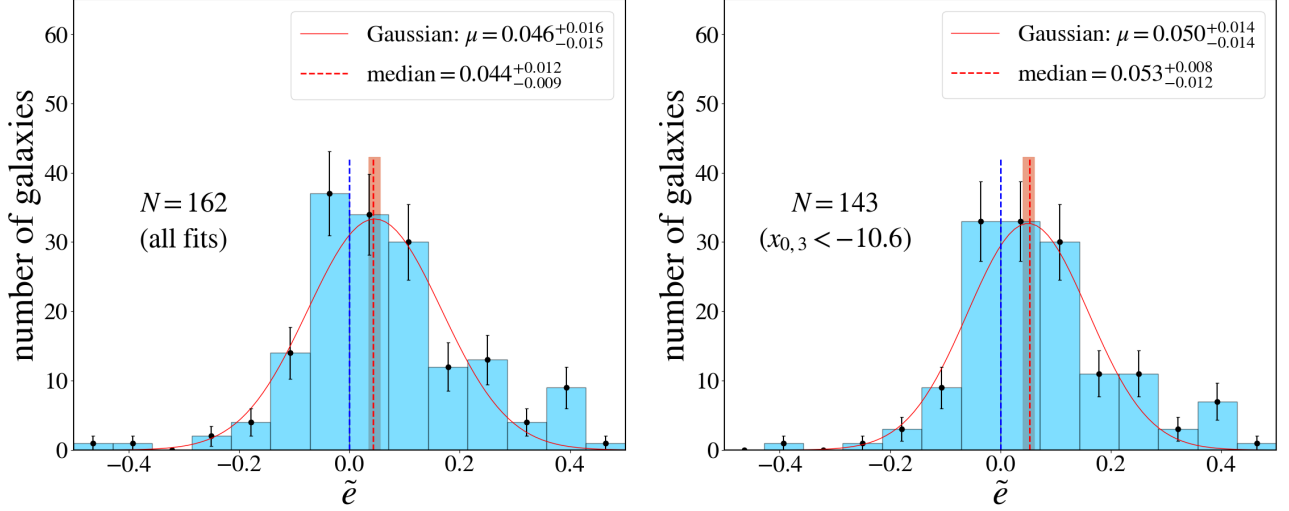 number of galaxies
60
50
40
30
20
10
0
Gaussian: μ = 0.046 +0.016 −0.015
median = 0.044 +0.012 −0.009
N = 162
(all fits)
−0.4 −0.2 0.0 0.2 0.4
ẽ
number of galaxies
60
50
40
30
20
10
0
Gaussian: μ = 0.050 +0.014 −0.014
median = 0.053 +0.008 −0.012
N = 143
(x0, 3 < −10.6)
−0.4 −0.2 0.0 0.2 0.4
ẽ